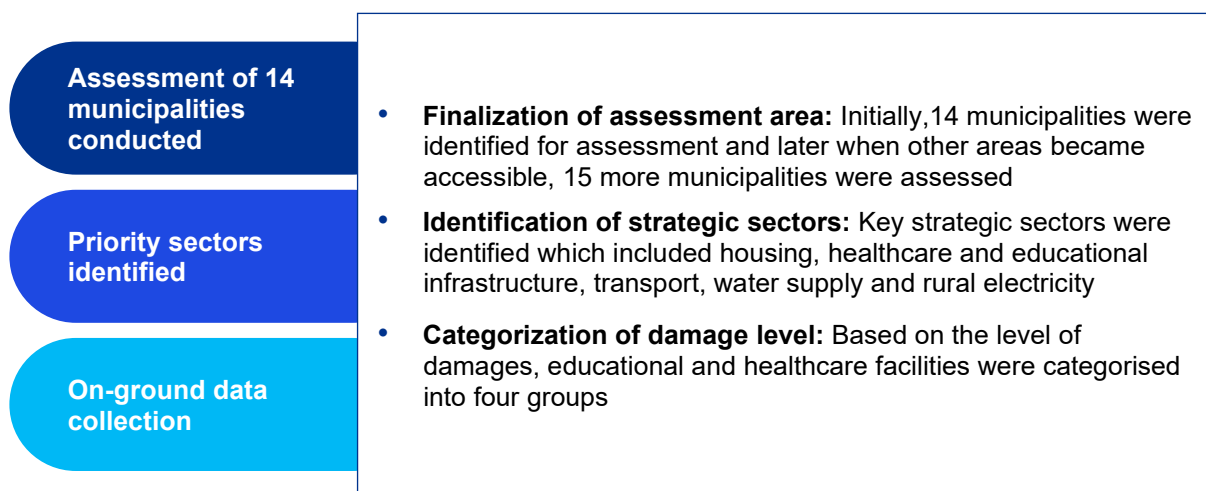 Assessment of 14
municipalities
conducted
Priority sectors
identified
On-ground data
collection
• Finalization of assessment area: Initially,14 municipalities were
identified for assessment and later when other areas became
accessible, 15 more municipalities were assessed
• Identification of strategic sectors: Key strategic sectors were
identified which included housing, healthcare and educational
infrastructure, transport, water supply and rural electricity
• Categorization of damage level: Based on the level of
damages, educational and healthcare facilities were categorised
into four groups